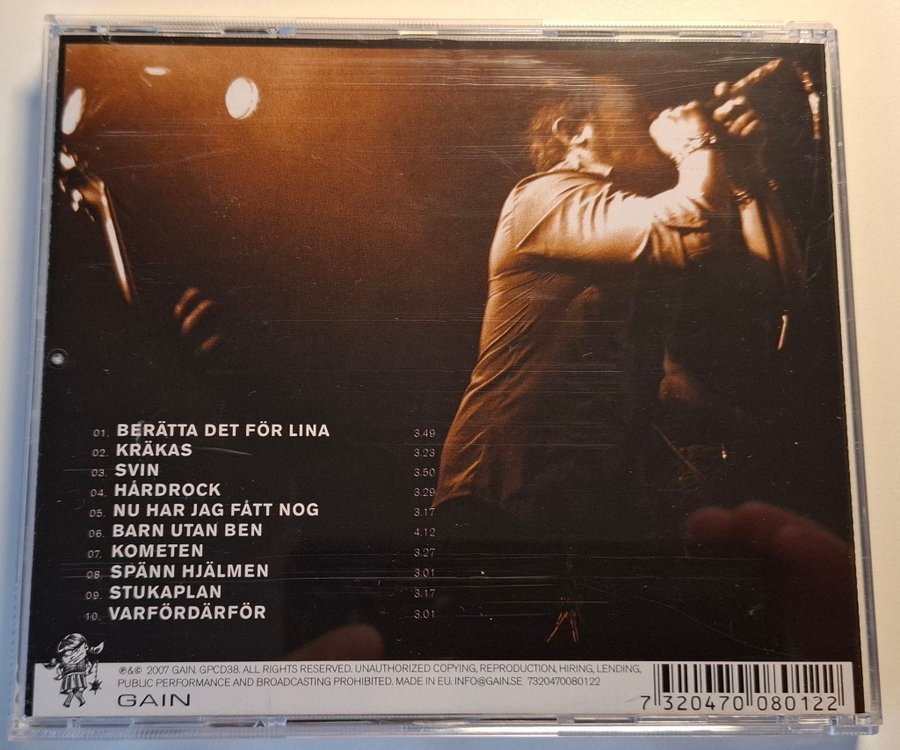 01. BERÄTTA DET FÖR LINA 3.49
02. KRÄKAS 3.23
03. SVIN 3.50
04. HÅRDROCK 3.29
05. NU HAR JAG FÅTT NOG 3.17
06. BARN UTAN BEN 4.12
07. KOMETEN 3.27
08. SPÄNN HJÄLMEN 3.01
09. STUKAPLAN 3.17
10. VARFÖRDÄRFÖR 3.01
℗&© 2007 GAIN. GPCD38. ALL RIGHTS RESERVED. UNAUTHORIZED COPYING, REPRODUCTION, HIRING, LENDING,
PUBLIC PERFORMANCE AND BROADCASTING PROHIBITED. MADE IN EU. INFO@GAIN.SE 7320470080122
GAIN
7 320470 080122